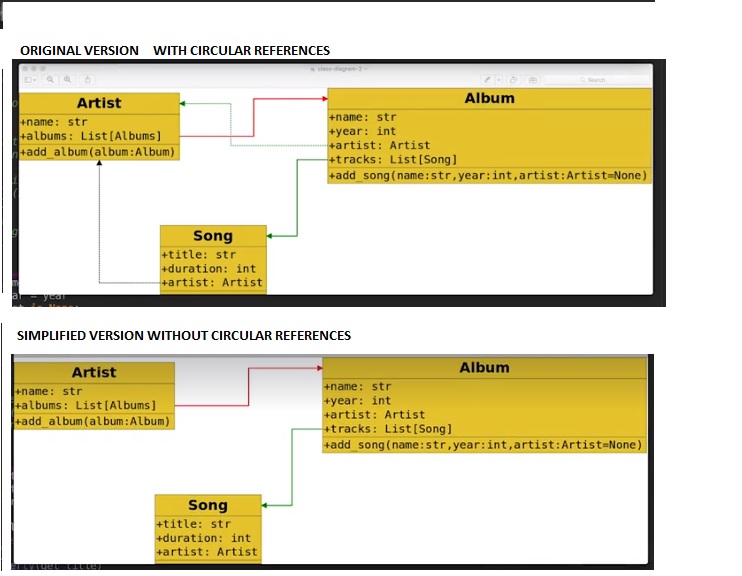 ORIGINAL VERSION WITH CIRCULAR REFERENCES
class-diagram-2
Search
Artist
+name: str
+albums: List[Albums]
+add_album(album:Album)
Album
+name: str
+year: int
+artist: Artist
+tracks: List[Song]
+add_song(name:str,year:int,artist:Artist=None)
Song
+title: str
+duration: int
+artist: Artist
= year
SIMPLIFIED VERSION WITHOUT CIRCULAR REFERENCES
Artist
+name: str
+albums: List[Albums]
+add_album(album:Album)
Album
+name: str
+year: int
+artist: Artist
+tracks: List[Song]
+add_song(name:str,year:int,artist:Artist=None)
Song
+title: str
+duration: int
+artist: Artist